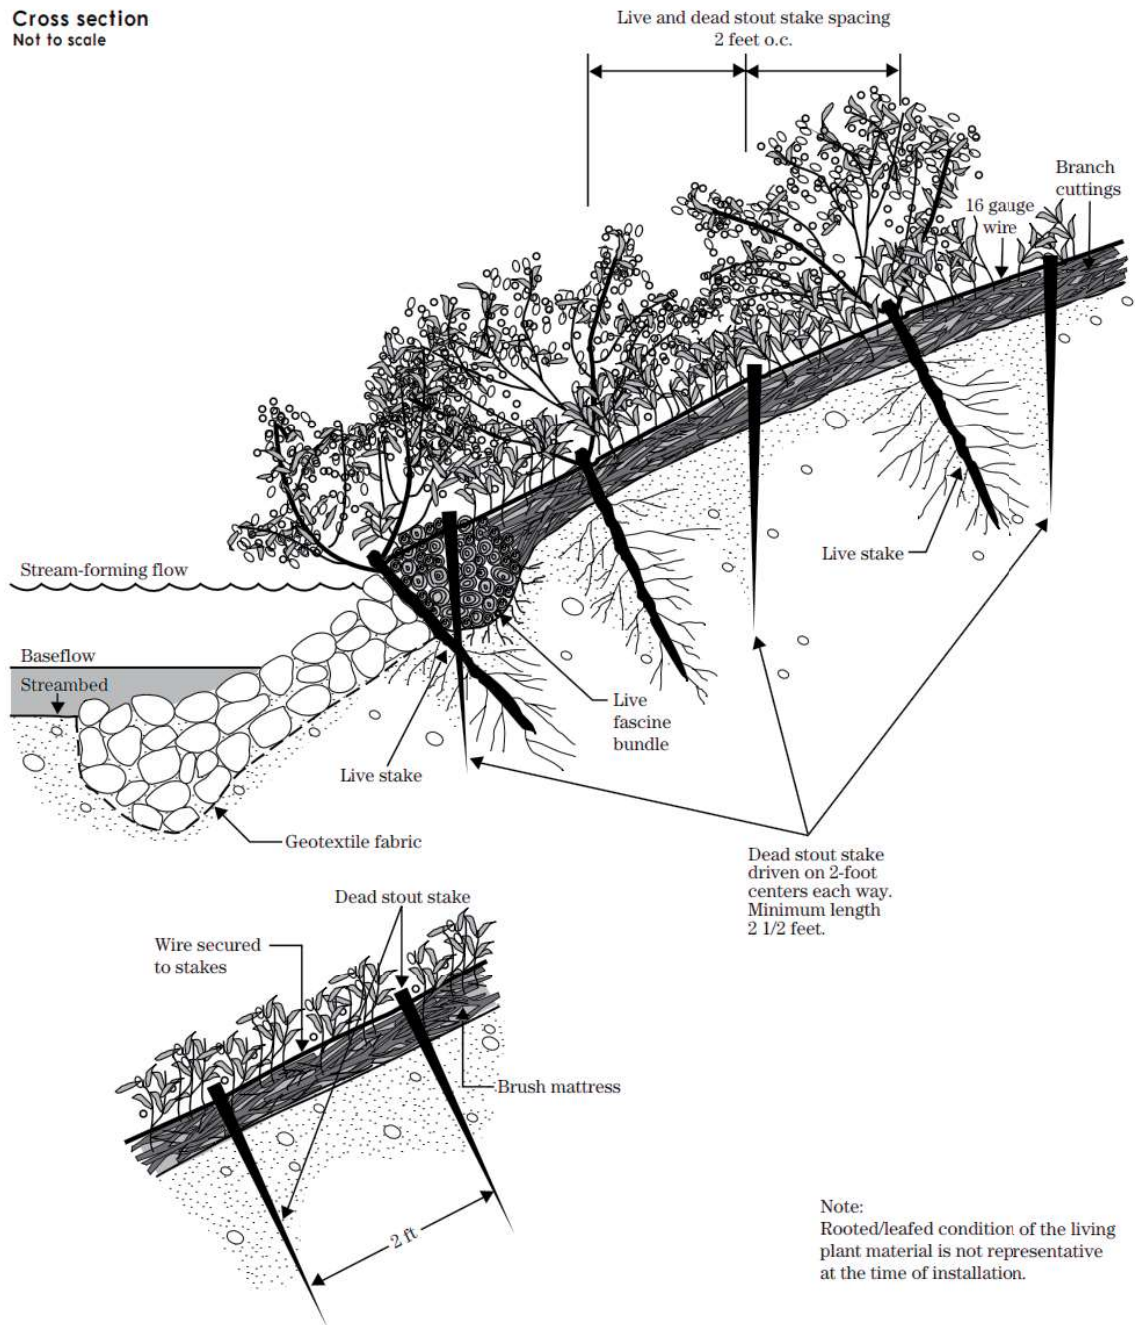 Cross section
Not to scale
Live and dead stout stake spacing
2 feet o.c.
Branch
cuttings
16 gauge
wire
Live stake
Stream-forming flow
Baseflow
Streambed
Live
fascine
bundle
Live stake
Geotextile fabric
Dead stout stake
driven on 2-foot
centers each way.
Minimum length
2 1/2 feet.
Dead stout stake
Wire secured
to stakes
Brush mattress
2 ft
Note:
Rooted/leafed condition of the living
plant material is not representative
at the time of installation.